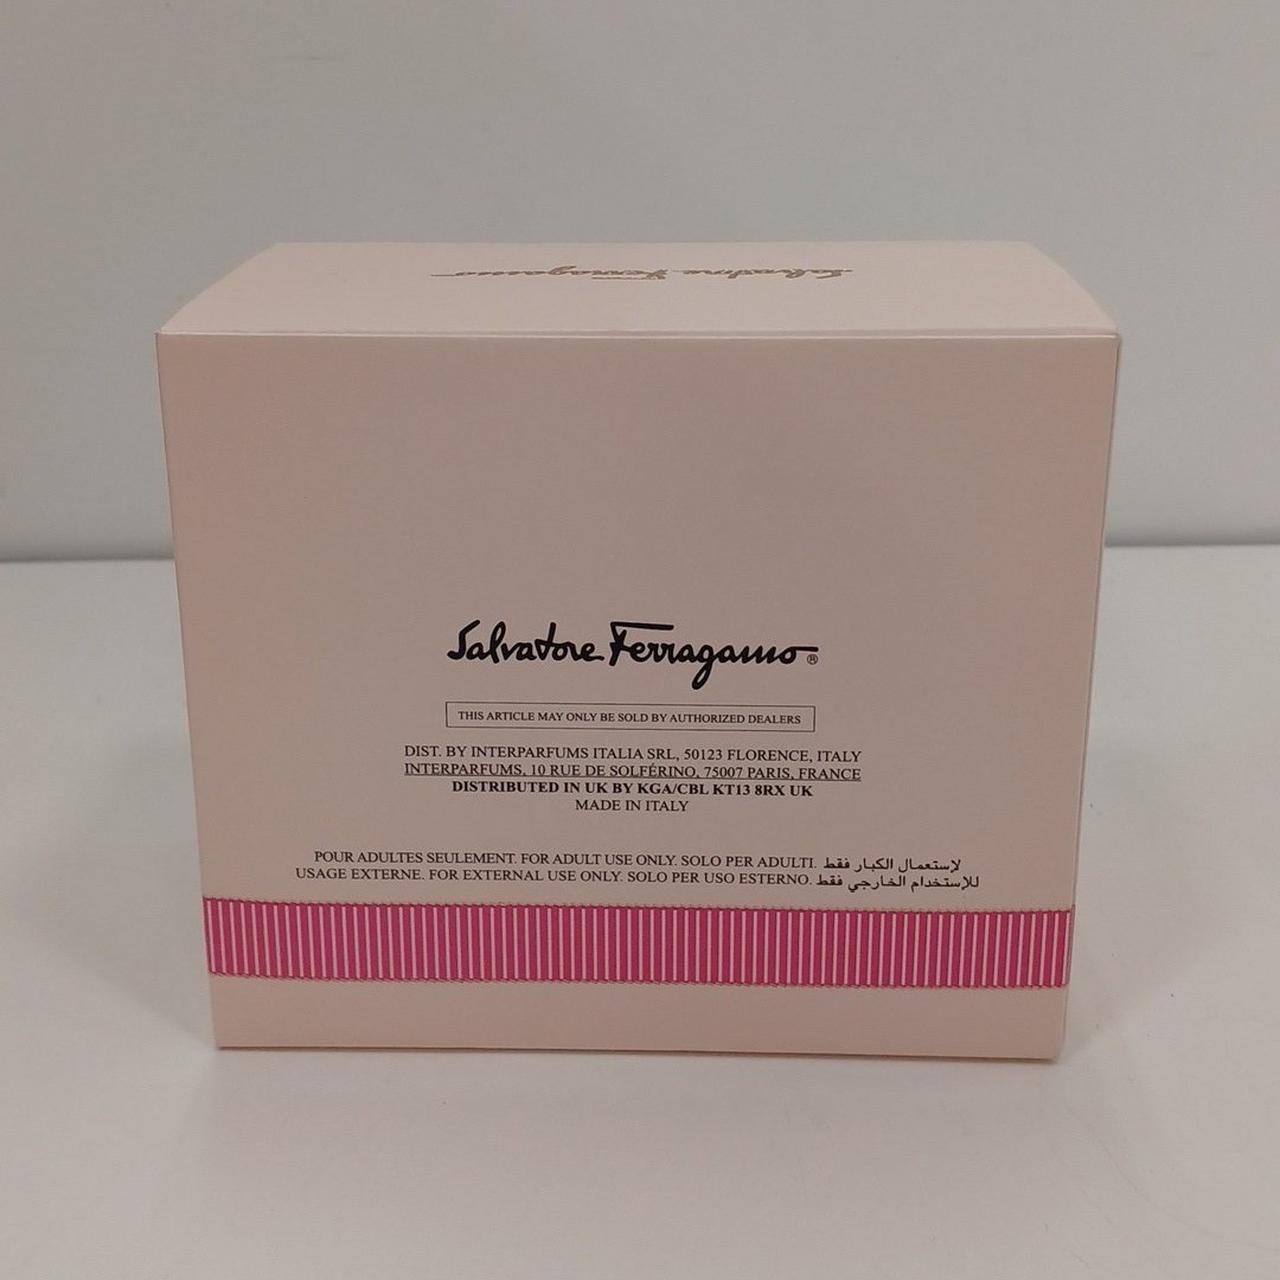 Salvatore Ferragamo
Salvatore Ferragamo®
THIS ARTICLE MAY ONLY BE SOLD BY AUTHORIZED DEALERS
DIST. BY INTERPARFUMS ITALIA SRL, 50123 FLORENCE, ITALY
INTERPARFUMS, 10 RUE DE SOLFÉRINO, 75007 PARIS, FRANCE
DISTRIBUTED IN UK BY KGA/CBL KT13 8RX UK
MADE IN ITALY
POUR ADULTES SEULEMENT. FOR ADULT USE ONLY. SOLO PER ADULTI. لإستعمال الكبار فقط
USAGE EXTERNE. FOR EXTERNAL USE ONLY. SOLO PER USO ESTERNO. للإستخدام الخارجي فقط